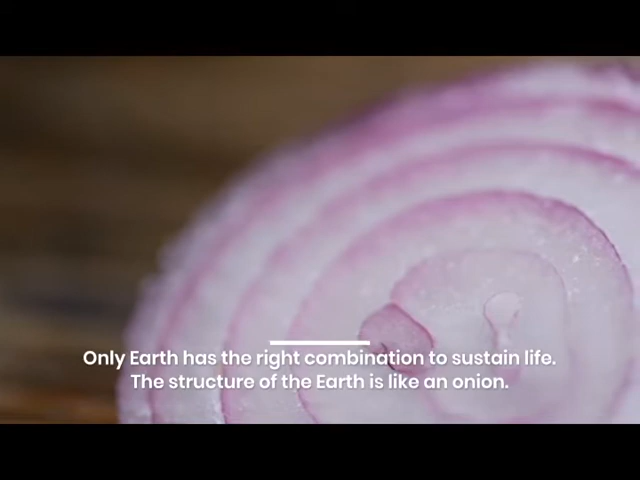 Only Earth has the right combination to sustain life.
The structure of the Earth is like an onion.